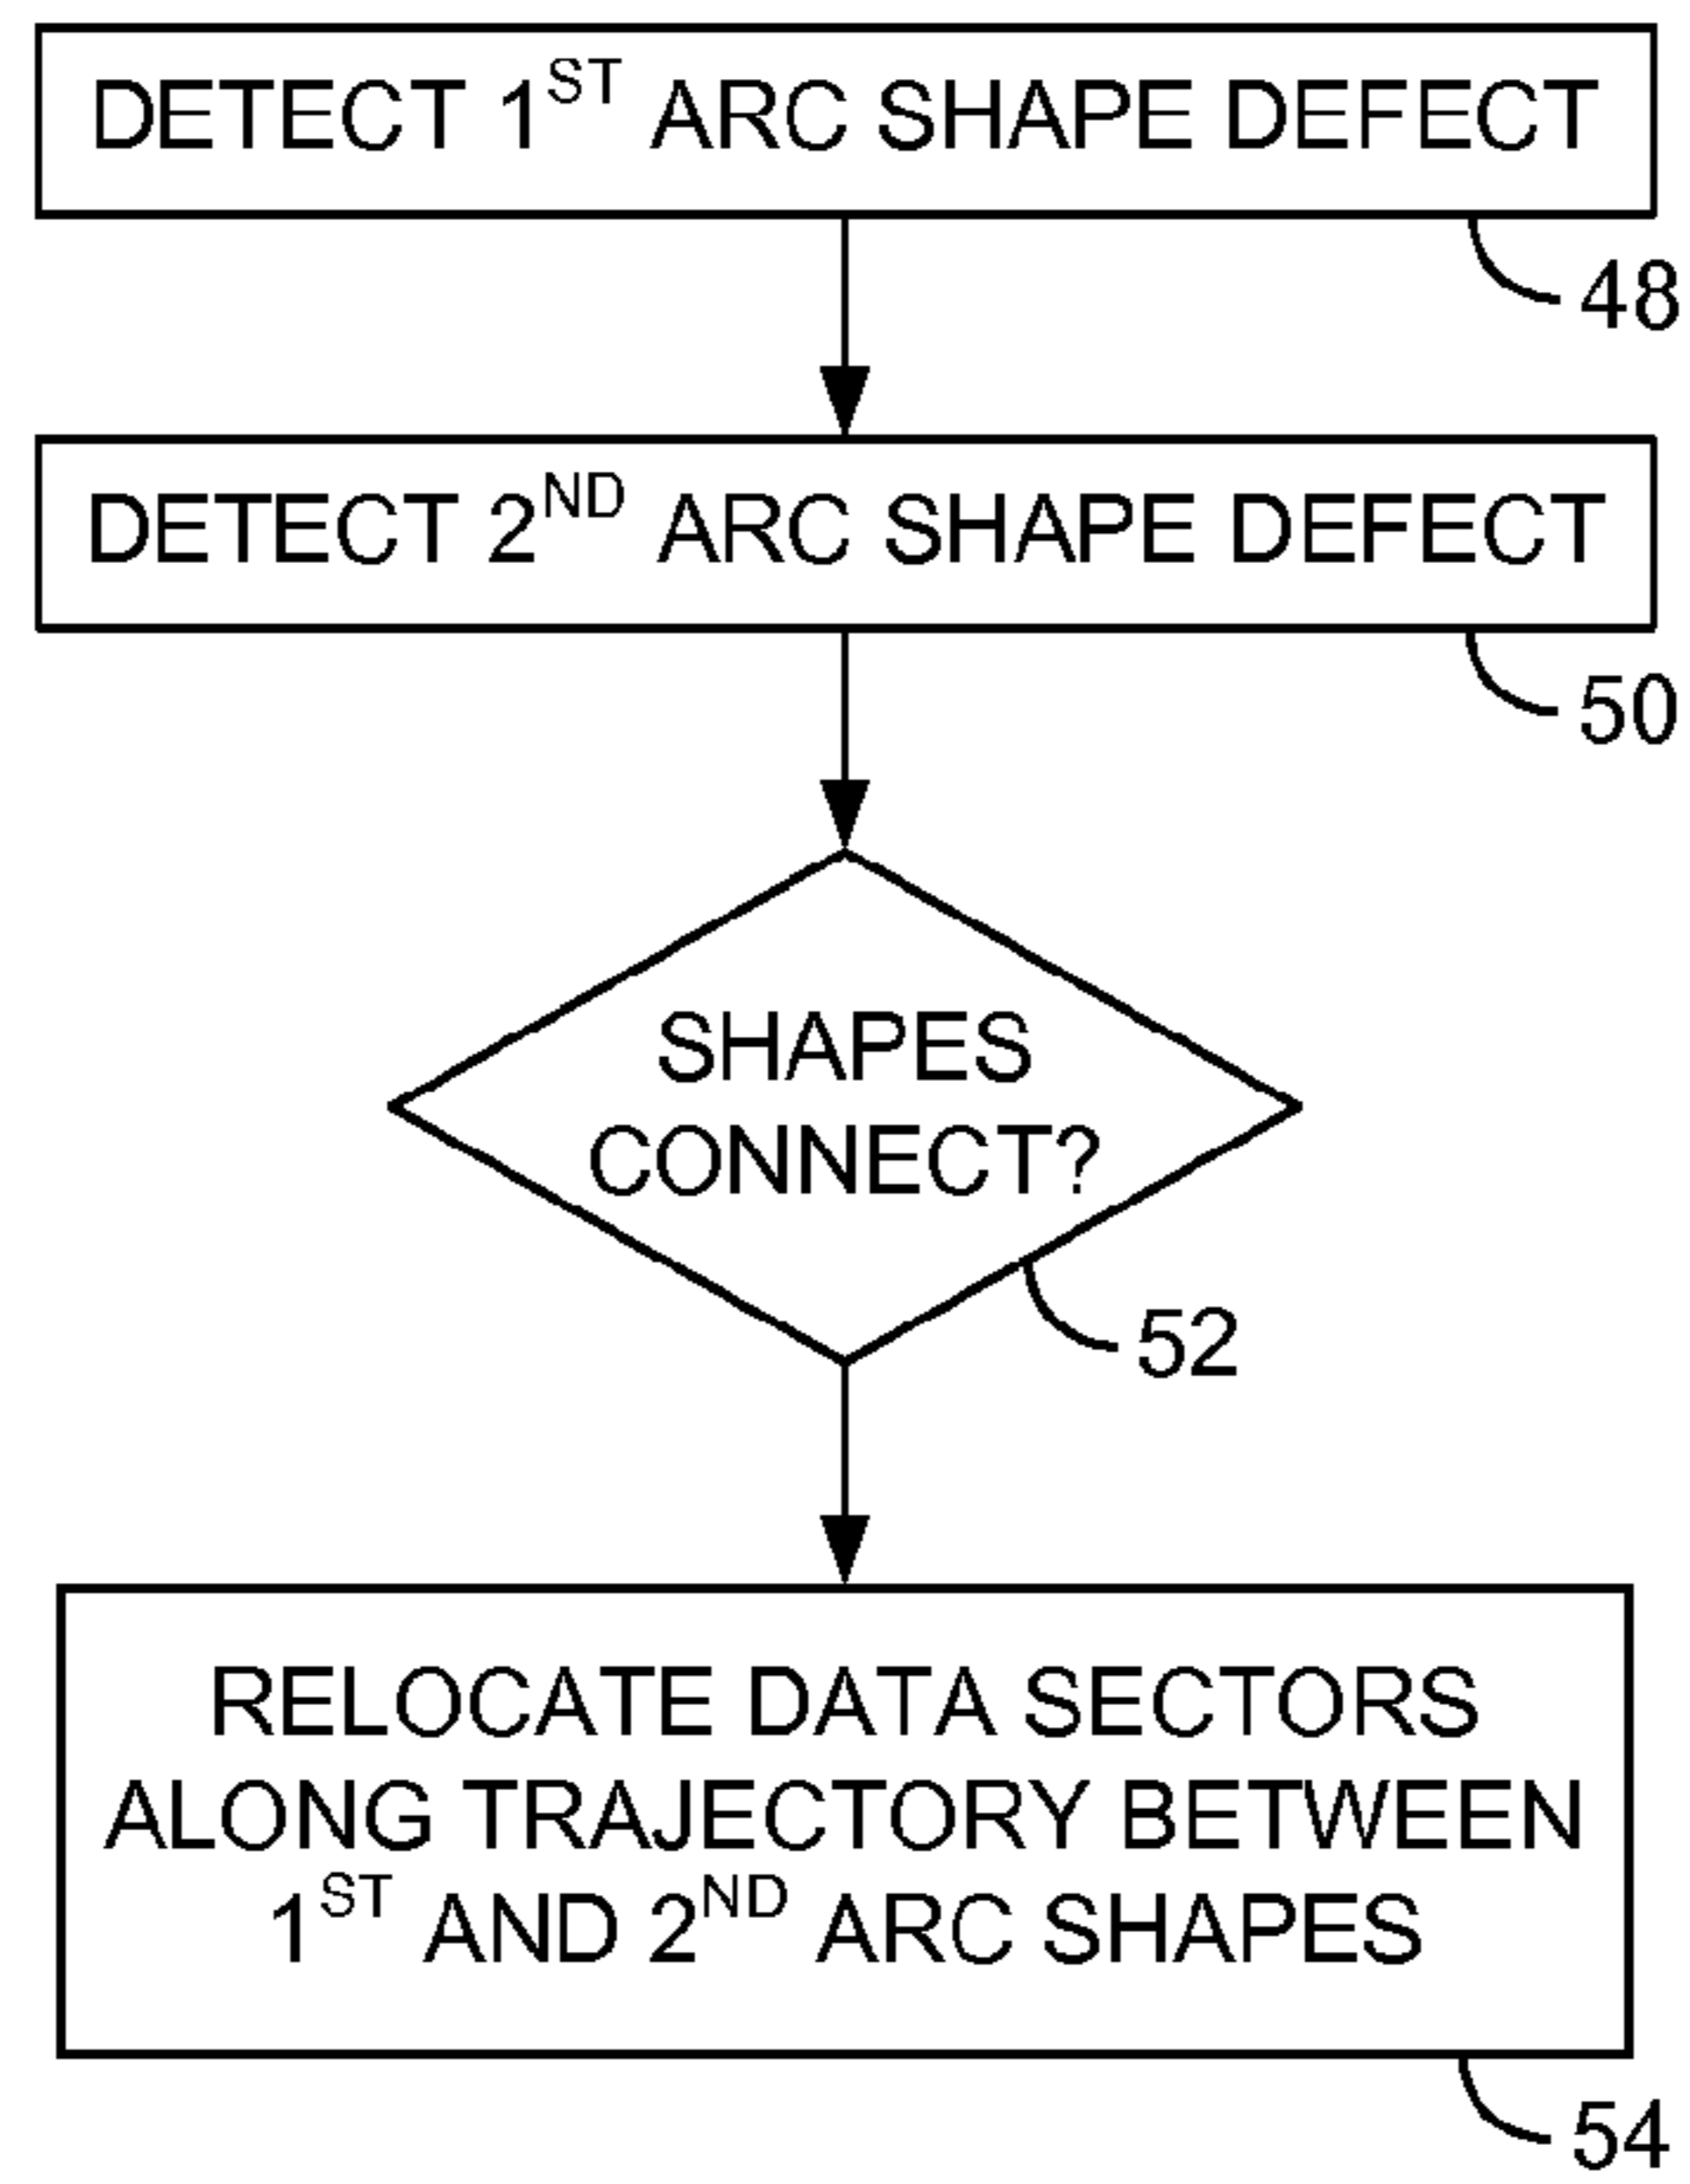 DETECT 1ST ARC SHAPE DEFECT
48
DETECT 2ND ARC SHAPE DEFECT
50
SHAPES
CONNECT?
52
RELOCATE DATA SECTORS
ALONG TRAJECTORY BETWEEN
1ST AND 2ND ARC SHAPES
54